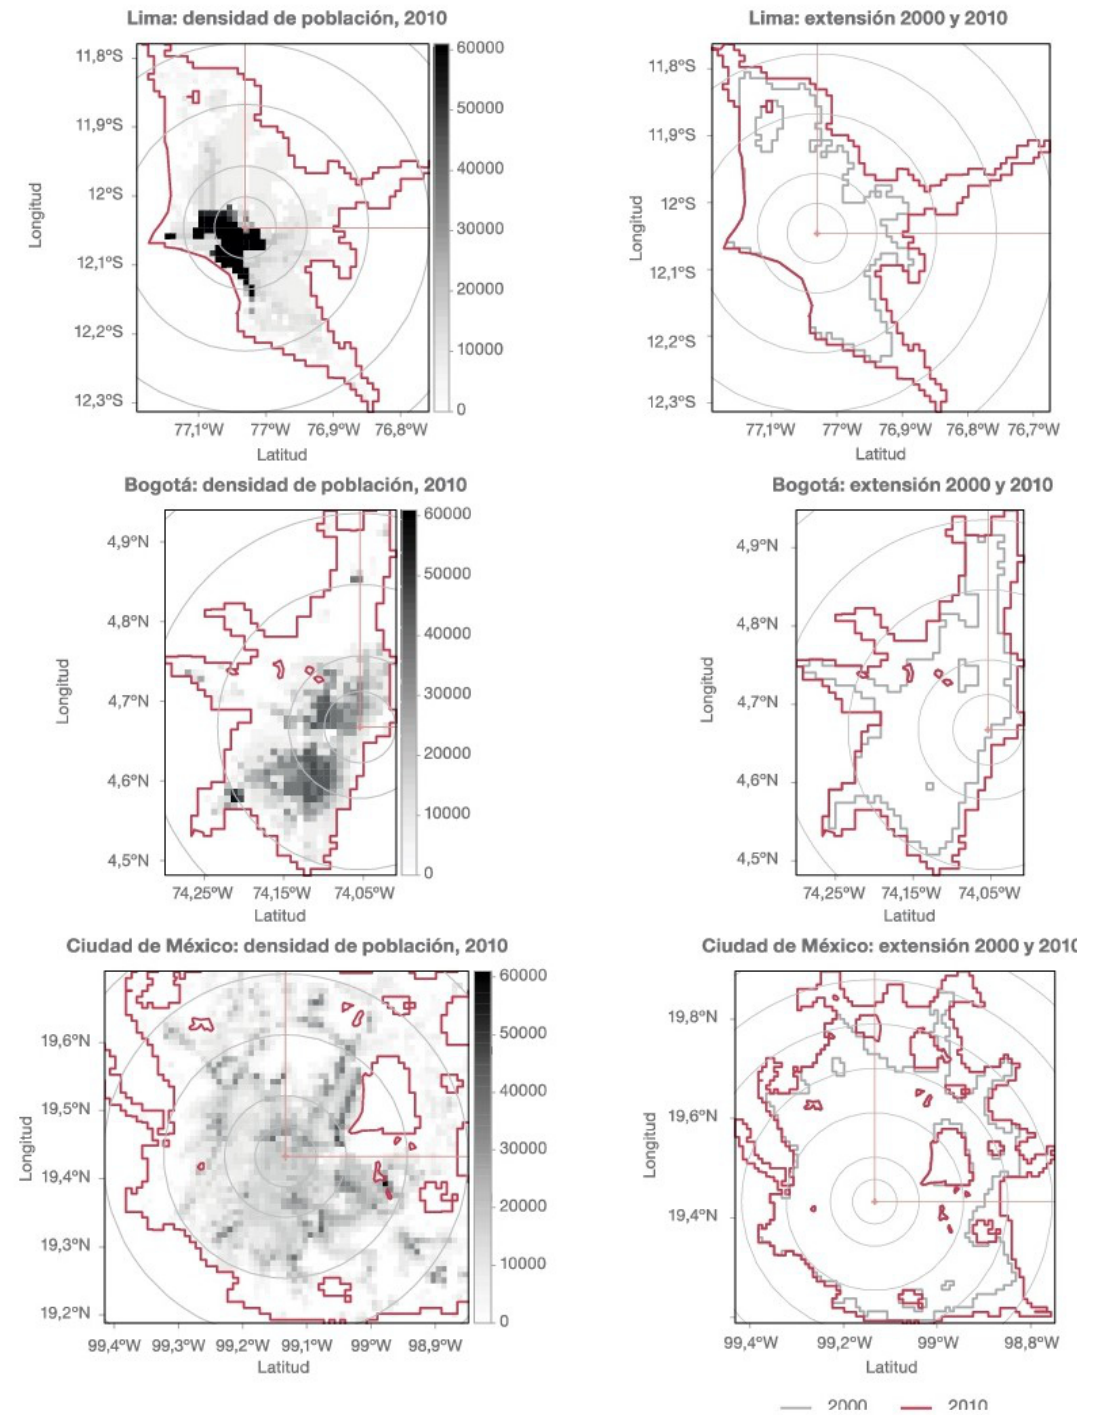 Lima: densidad de población, 2010
11,8°S
11,9°S
12°S
12,1°S
12,2°S
12,3°S
Longitud
60000
50000
40000
30000
20000
10000
0
77,1°W 77°W 76,9°W 76,8°W
Latitud
Lima: extensión 2000 y 2010
11,8°S
11,9°S
12°S
12,1°S
12,2°S
12,3°S
Longitud
77,1°W 77°W 76,9°W 76,8°W 76,7°W
Latitud
Bogotá: densidad de población, 2010
4,9°N
4,8°N
4,7°N
4,6°N
4,5°N
Longitud
60000
50000
40000
30000
20000
10000
0
74,25°W 74,15°W 74,05°W
Latitud
Bogotá: extensión 2000 y 2010
4,9°N
4,8°N
4,7°N
4,6°N
4,5°N
Longitud
74,25°W 74,15°W 74,05°W
Latitud
Ciudad de México: densidad de población, 2010
19,6°N
19,5°N
19,4°N
19,3°N
19,2°N
Longitud
60000
50000
40000
30000
20000
10000
0
99,4°W 99,3°W 99,2°W 99,1°W 99°W 98,9°W
Latitud
Ciudad de México: extensión 2000 y 2010
19,8°N
19,6°N
19,4°N
Longitud
99,4°W 99,2°W 99°W 98,8°W
Latitud
2000 2010